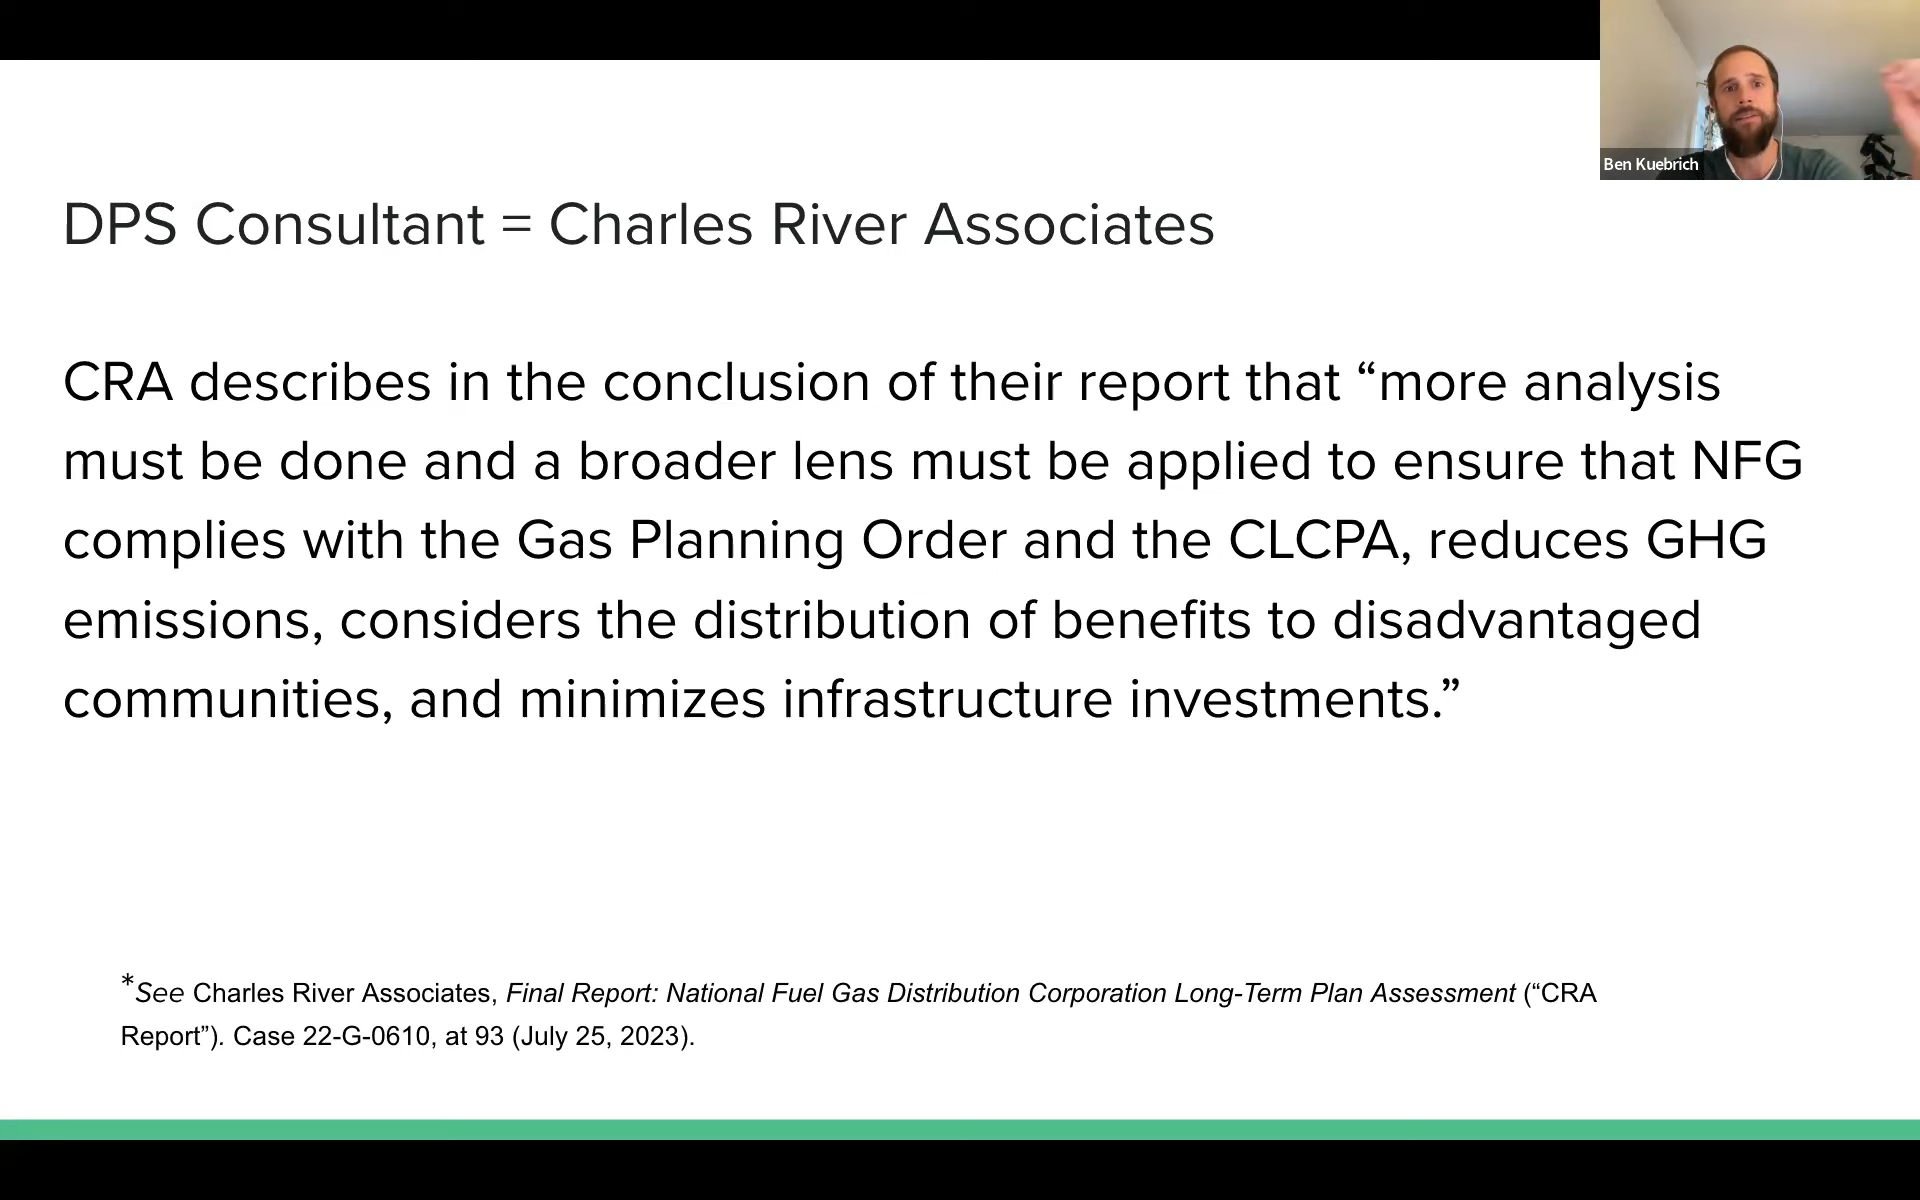 Ben Kuebrich
DPS Consultant = Charles River Associates
CRA describes in the conclusion of their report that “more analysis
must be done and a broader lens must be applied to ensure that NFG
complies with the Gas Planning Order and the CLCPA, reduces GHG
emissions, considers the distribution of benefits to disadvantaged
communities, and minimizes infrastructure investments.”
*See Charles River Associates, Final Report: National Fuel Gas Distribution Corporation Long-Term Plan Assessment (“CRA
Report”). Case 22-G-0610, at 93 (July 25, 2023).